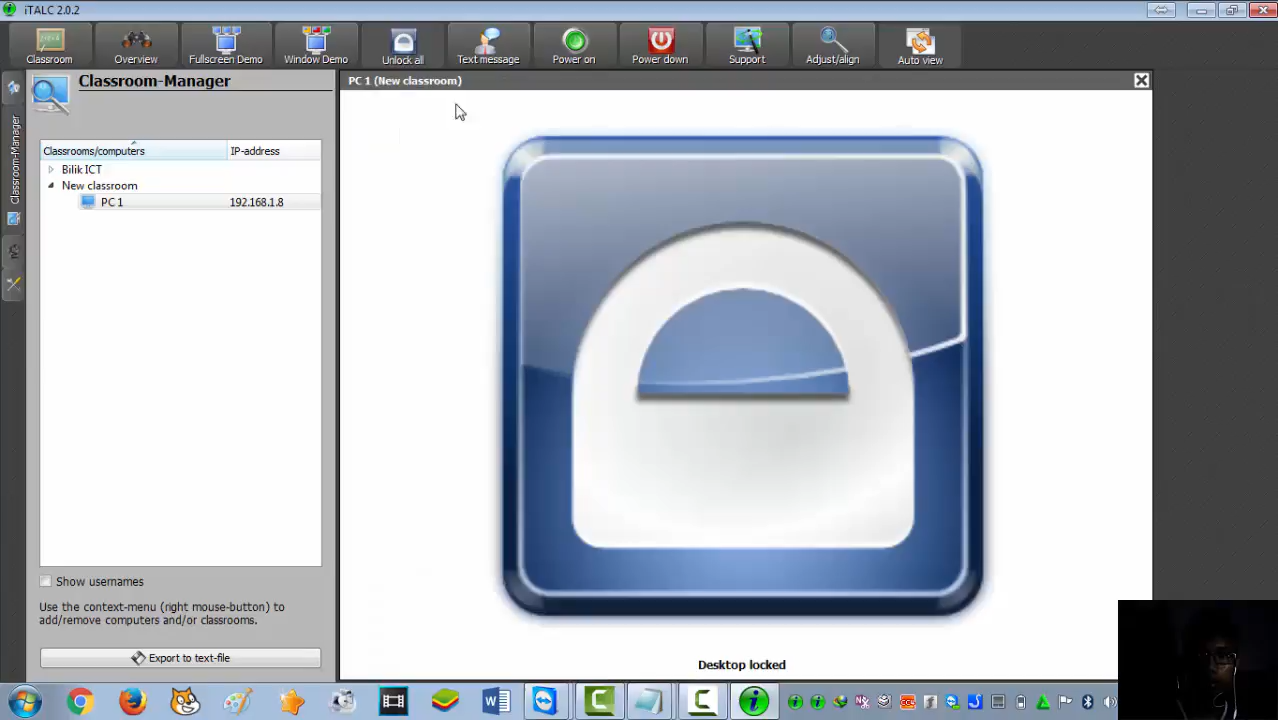 iTALC 2.0.2
Classroom
Overview
Fullscreen Demo
Window Demo
Unlock all
Text message
Power on
Power down
Support
Adjust/align
Auto view
Classroom-Manager
Classroom-Manager
PC 1 (New classroom)
Classrooms/computers IP-address
Bilik ICT
New classroom
PC 1 192.168.1.8
Show usernames
Use the context-menu (right mouse-button) to
add/remove computers and/or classrooms.
Export to text-file
Desktop locked